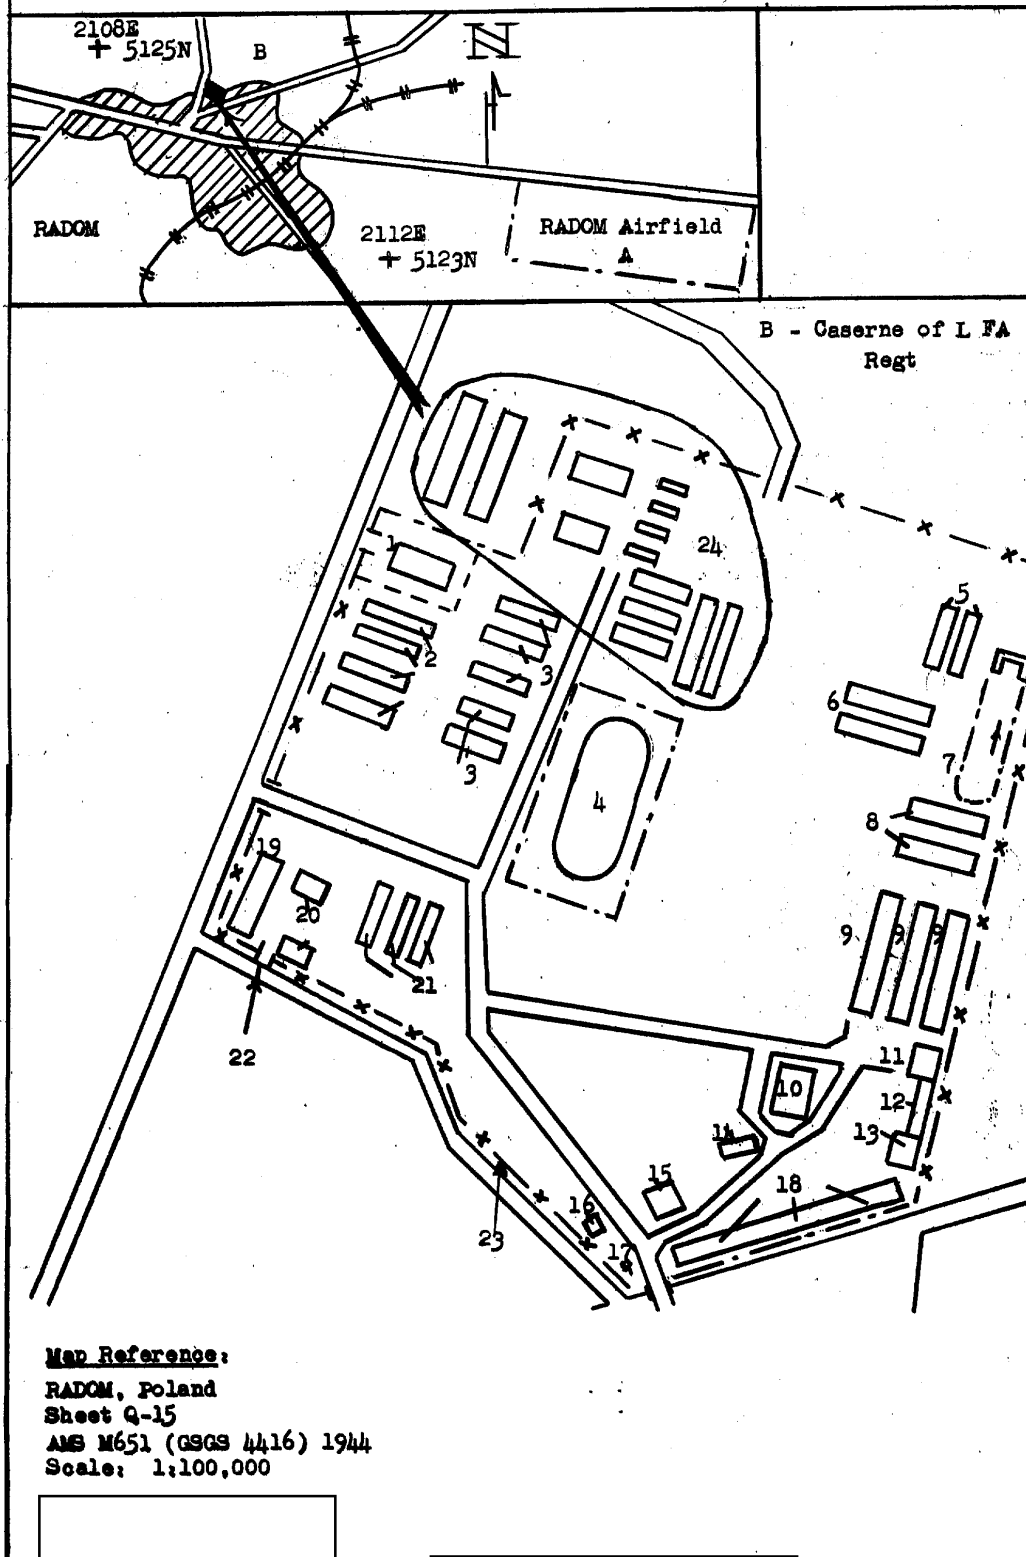 2108E
+ 5125N
B
N
RADOM
2112E
+ 5123N
RADOM Airfield
A
B - Caserne of L FA
Regt
1
24
2
3
3
5
6
7
4
8
19
20
9
9
9
21
22
11
10
12
14
13
15
18
16
23
17
Map Reference:
RADOM, Poland
Sheet Q-15
AMS M651 (GSGS 4416) 1944
Scale: 1:100,000